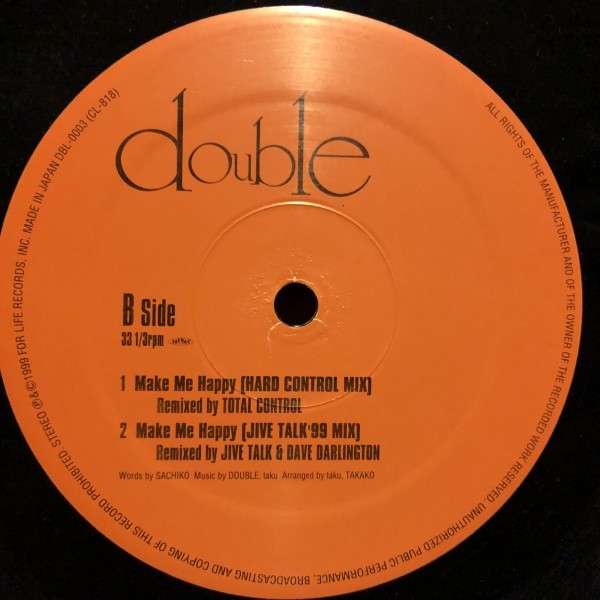 double
B Side
33 1/3rpm
1 Make Me Happy (HARD CONTROL MIX)
Remixed by TOTAL CONTROL
2 Make Me Happy (JIVE TALK'99 MIX)
Remixed by JIVE TALK & DAVE DARLINGTON
Words by SACHIKO Music by DOUBLE, taku Arranged by taku, TAKAKO
STEREO ℗&©1999 FOR LIFE RECORDS, INC. MADE IN JAPAN DBL-0003 (CL-818)
ALL RIGHTS OF THE MANUFACTURER AND OF THE OWNER OF THE RECORDED WORK RESERVED. UNAUTHORIZED PUBLIC PERFORMANCE, BROADCASTING AND COPYING OF THIS RECORD PROHIBITED.